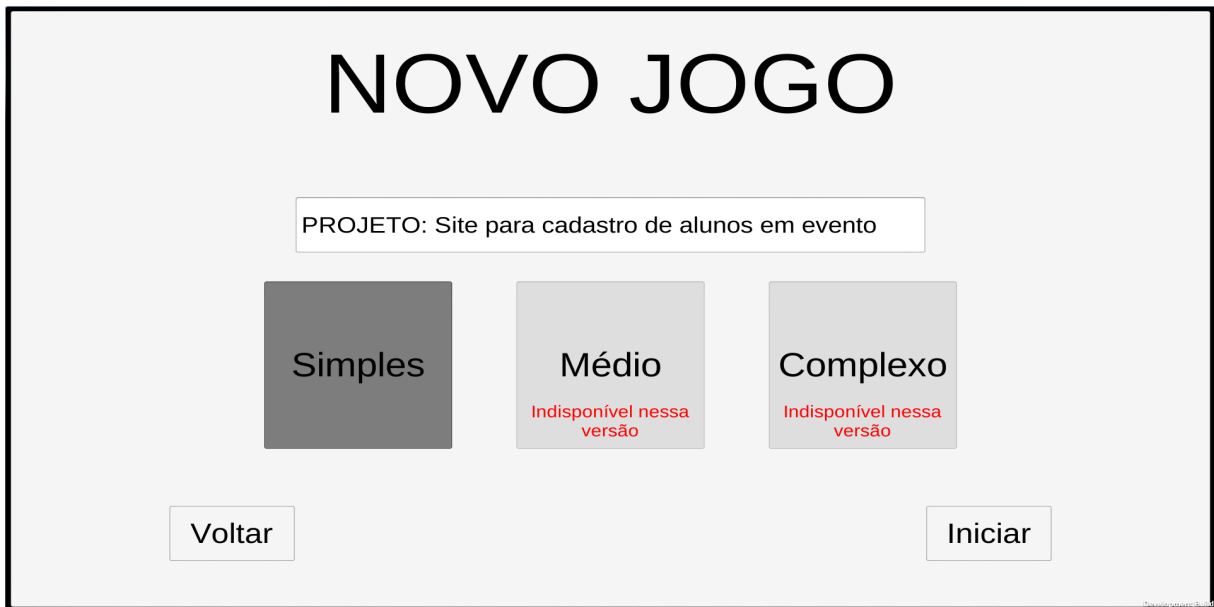 NOVO JOGO
PROJETO: Site para cadastro de alunos em evento
Simples
Médio
Complexo
Indisponível nessa
versão
Indisponível nessa
versão
Voltar
Iniciar